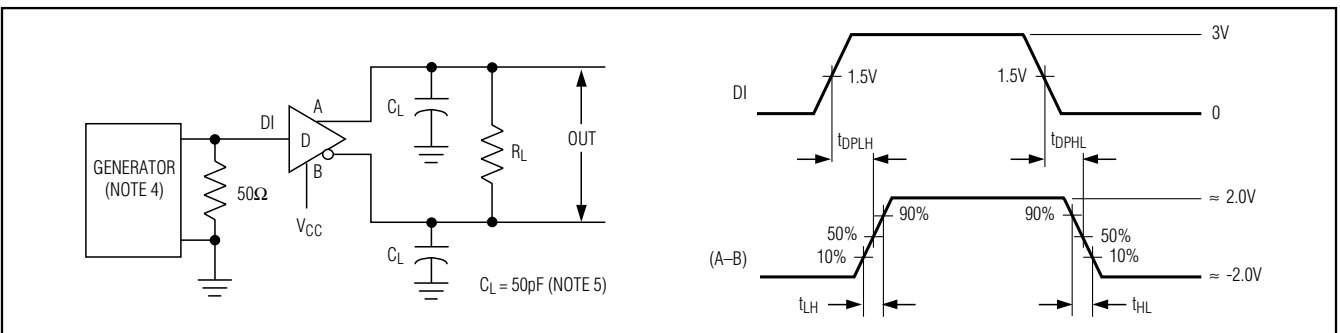 GENERATOR
(NOTE 4)
50Ω
DI
D
A
B
VCC
CL
CL
RL
OUT
CL = 50pF (NOTE 5)
DI
3V
1.5V
1.5V
0
tDPLH
tDPHL
(A–B)
≈ 2.0V
90%
90%
50%
50%
10%
10%
≈ -2.0V
tLH
tHL